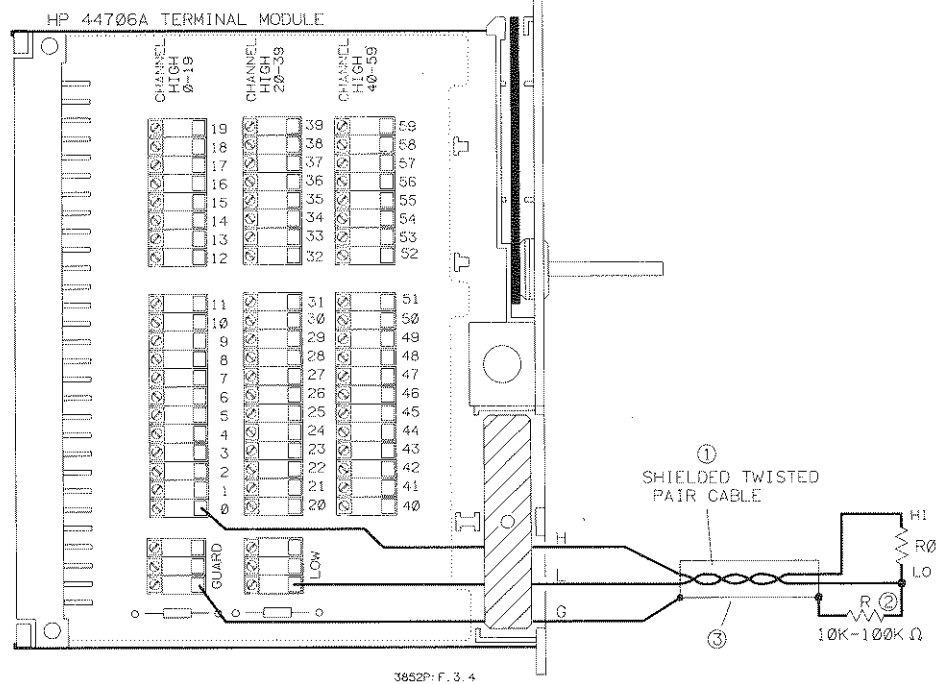 HP 44706A TERMINAL MODULE
CHANNEL HIGH 0-19
CHANNEL HIGH 20-39
CHANNEL HIGH 40-59
19 39 59
18 38 58
17 37 57
16 36 56
15 35 55
14 34 54
13 33 53
12 32 52
11 31 51
10 30 50
9 29 49
8 28 48
7 27 47
6 26 46
5 25 45
4 24 44
3 23 43
2 22 42
1 21 41
0 20 40
GUARD
LOW
H
L
G
①
SHIELDED TWISTED
PAIR CABLE
HI
R0
LO
R ②
10K-100K Ω
③
3852P:F.3.4